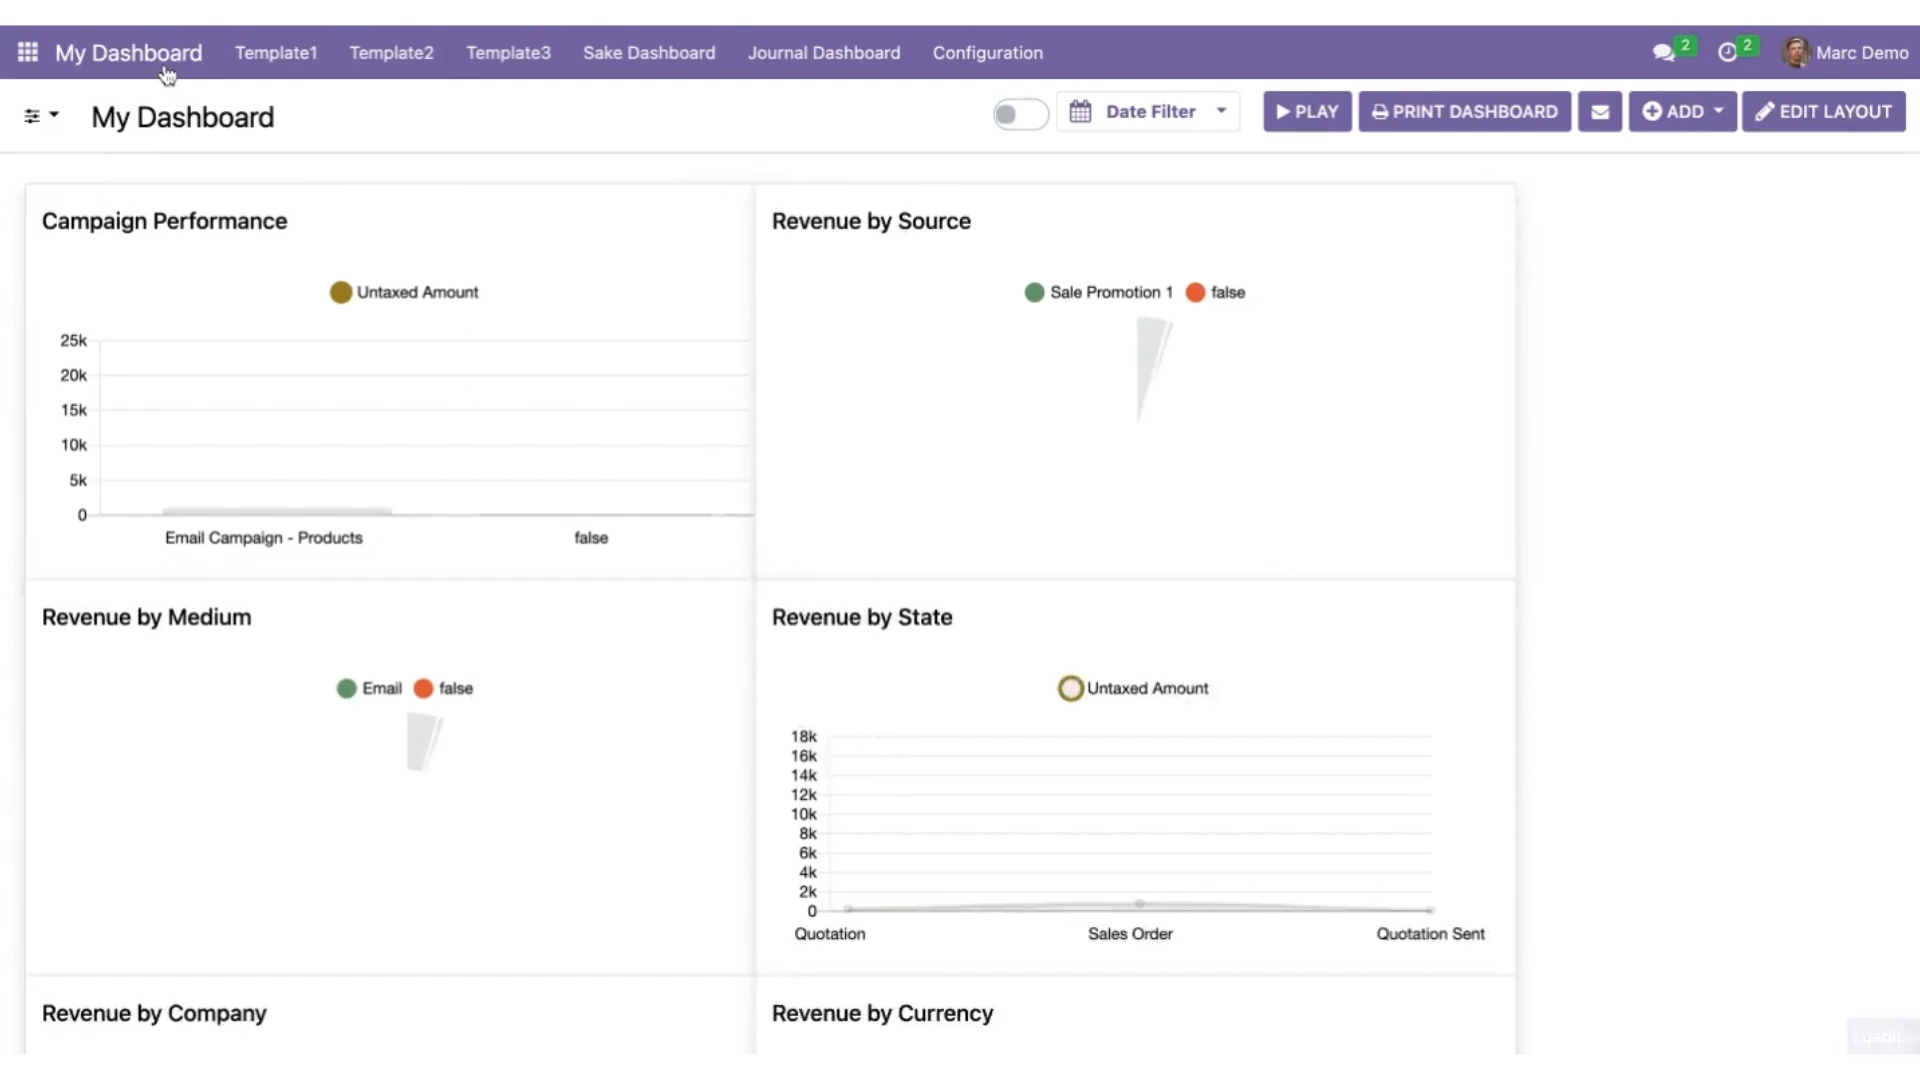 My Dashboard Template1 Template2 Template3 Sake Dashboard Journal Dashboard Configuration 2 2 Marc Demo
My Dashboard Date Filter PLAY PRINT DASHBOARD ADD EDIT LAYOUT
Campaign Performance
Untaxed Amount
25k
20k
15k
10k
5k
0
Email Campaign - Products false
Revenue by Source
Sale Promotion 1 false
Revenue by Medium
Email false
Revenue by State
Untaxed Amount
18k
16k
14k
12k
10k
8k
6k
4k
2k
0
Quotation Sales Order Quotation Sent
Revenue by Company
Revenue by Currency